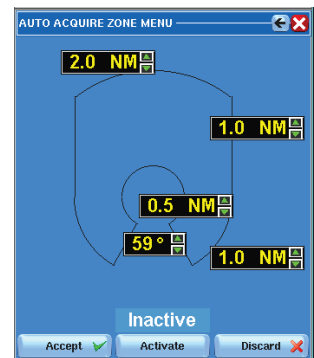 AUTO ACQUIRE ZONE MENU
2.0 NM
1.0 NM
0.5 NM
59°
1.0 NM
Inactive
Accept Activate Discard